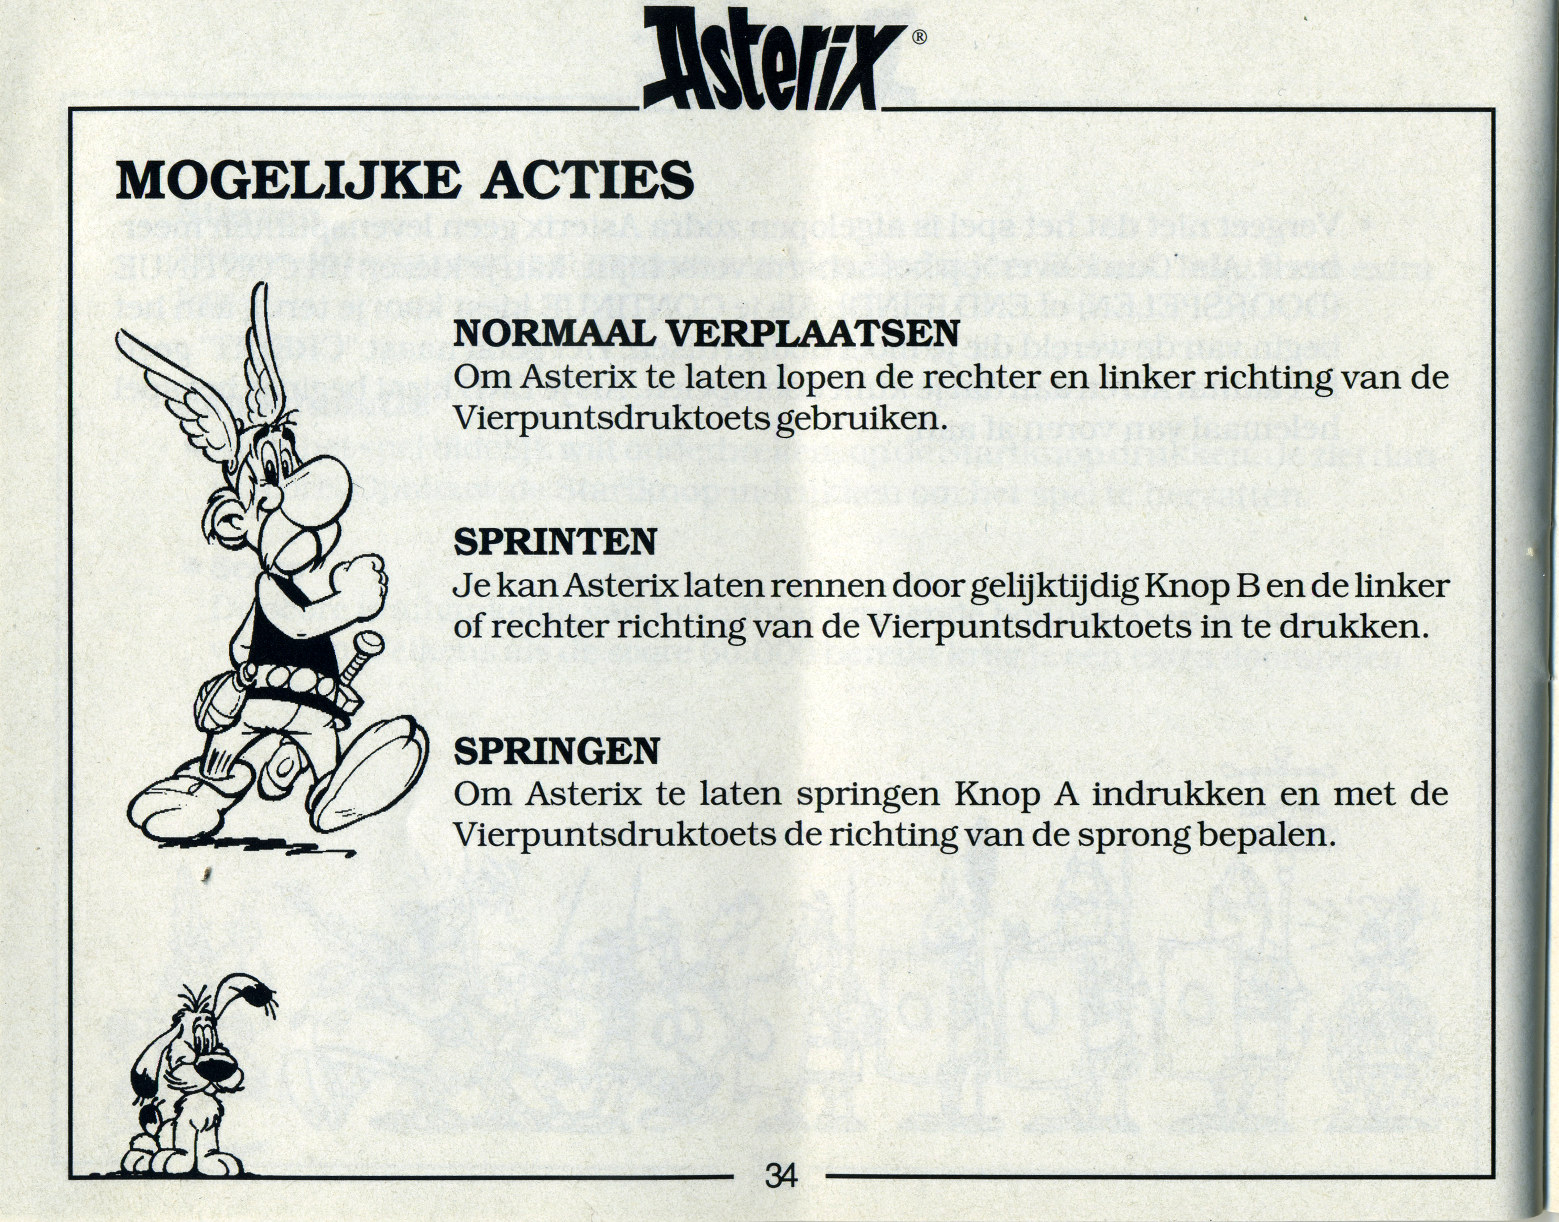 Asterix ®
MOGELIJKE ACTIES
NORMAAL VERPLAATSEN
Om Asterix te laten lopen de rechter en linker richting van de
Vierpuntsdruktoets gebruiken.
SPRINTEN
Je kan Asterix laten rennen door gelijktijdig Knop B en de linker
of rechter richting van de Vierpuntsdruktoets in te drukken.
SPRINGEN
Om Asterix te laten springen Knop A indrukken en met de
Vierpuntsdruktoets de richting van de sprong bepalen.
34